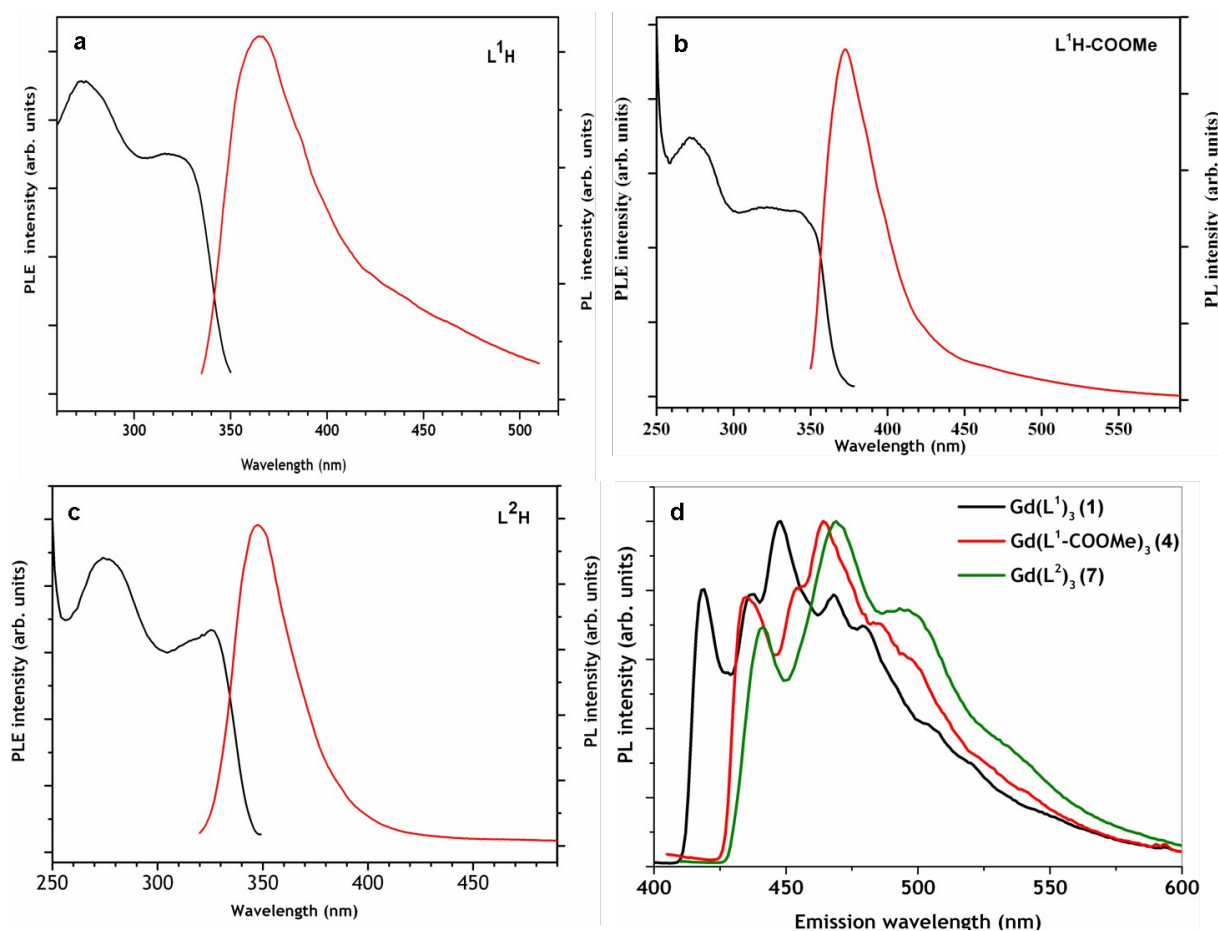 a
L¹H
PLE intensity (arb. units)
PL intensity (arb. units)
300 350 400 450 500
Wavelength (nm)
b
L¹H-COOMe
PLE intensity (arb. units)
PL intensity (arb. units)
250 300 350 400 450 500 550
Wavelength (nm)
c
L²H
PLE intensity (arb. units)
PL intensity (arb. units)
250 300 350 400 450
Wavelength (nm)
d
Gd(L¹)₃ (1)
Gd(L¹-COOMe)₃ (4)
Gd(L²)₃ (7)
PL intensity (arb. units)
400 450 500 550 600
Emission wavelength (nm)